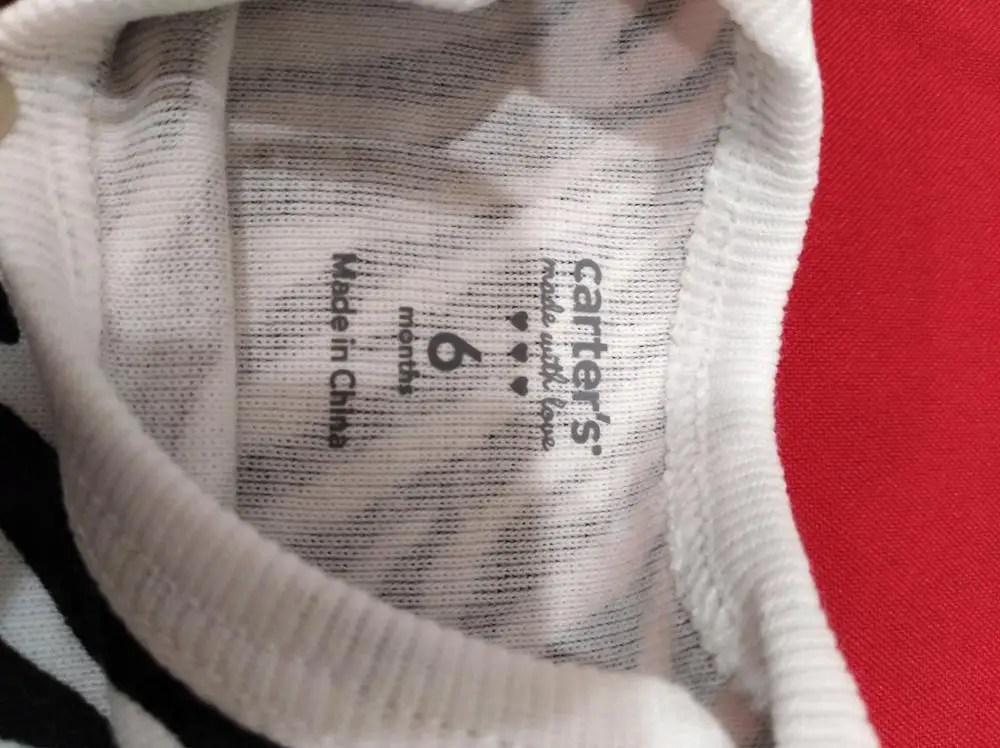 carter's
made with love
♥♥♥
6
months
Made in China